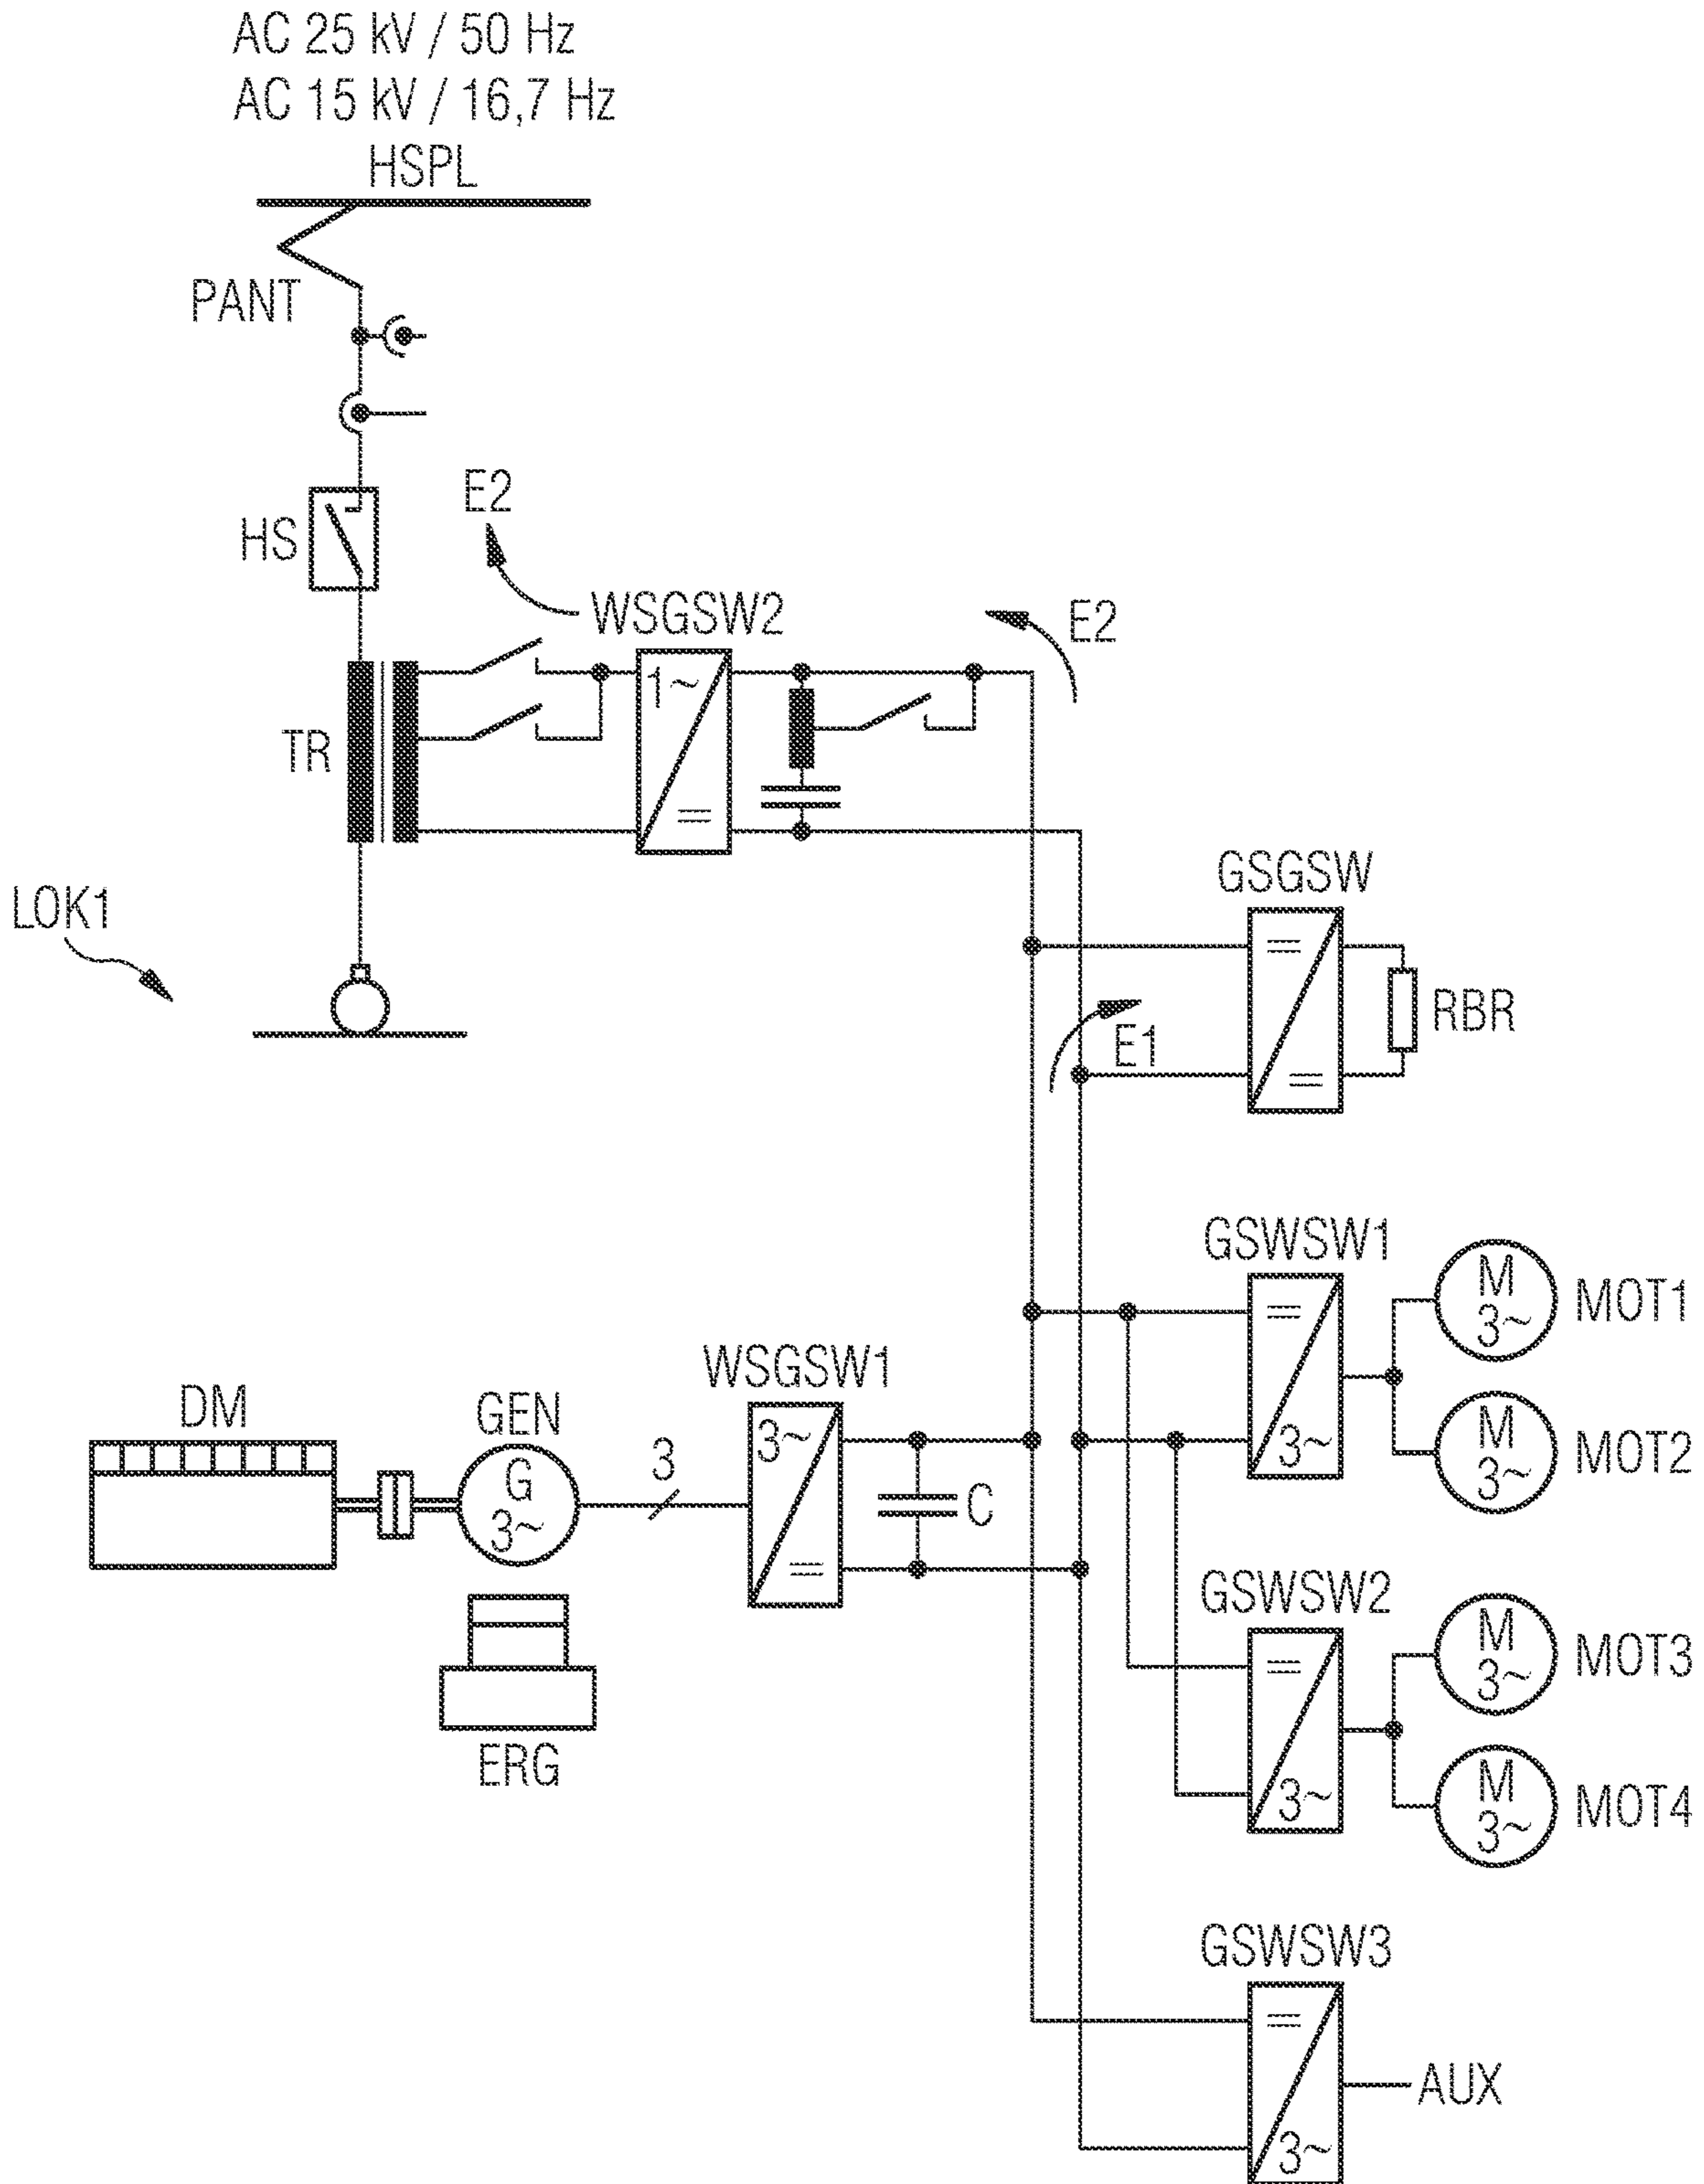 AC 25 kV / 50 Hz
AC 15 kV / 16,7 Hz
HSPL
PANT
HS
E2
WSGSW2
E2
1~
TR
GSGSW
LOK1
RBR
E1
GSWSW1
M
3~
MOT1
WSGSW1
3~
DM
GEN
G
3~
3
C
3~
M
3~
MOT2
GSWSW2
M
3~
MOT3
ERG
3~
M
3~
MOT4
GSWSW3
AUX
3~